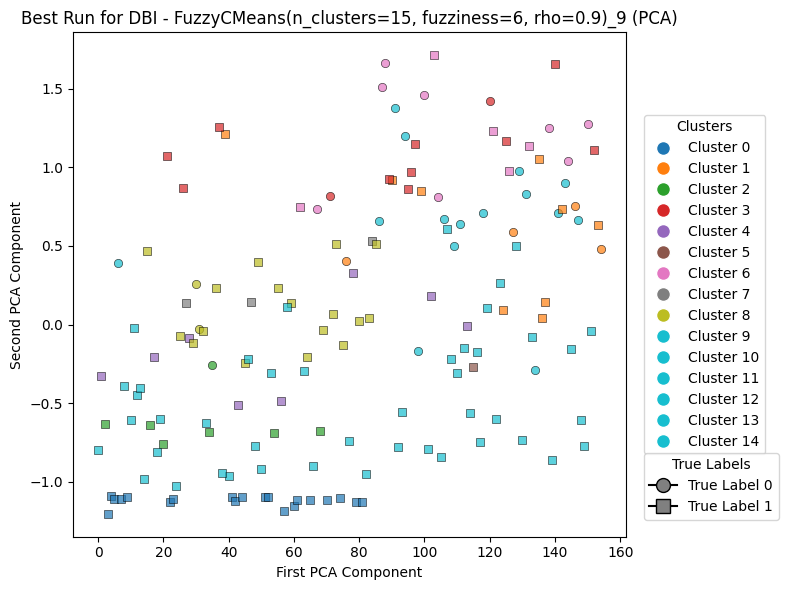 Best Run for DBI - FuzzyCMeans(n_clusters=15, fuzziness=6, rho=0.9)_9 (PCA)
Second PCA Component
1.5
1.0
0.5
0.0
−0.5
−1.0
0
20
40
60
80
100
120
140
160
First PCA Component
Clusters
Cluster 0
Cluster 1
Cluster 2
Cluster 3
Cluster 4
Cluster 5
Cluster 6
Cluster 7
Cluster 8
Cluster 9
Cluster 10
Cluster 11
Cluster 12
Cluster 13
Cluster 14
True Labels
True Label 0
True Label 1